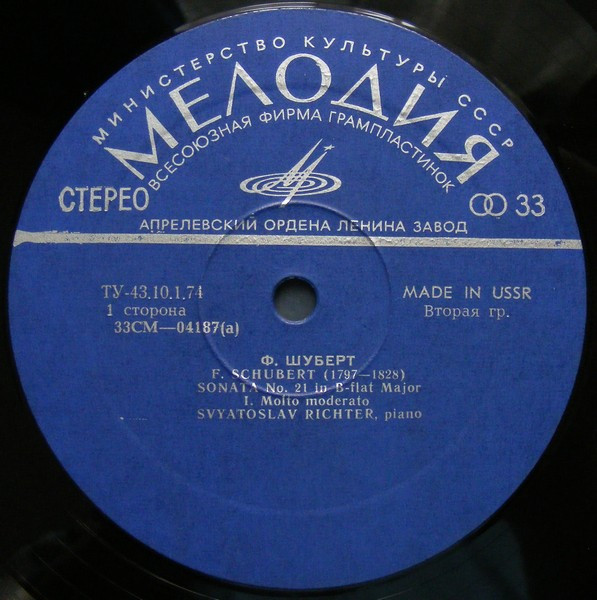 МИНИСТЕРСТВО КУЛЬТУРЫ СССР
МЕЛОДИЯ
ВСЕСОЮЗНАЯ ФИРМА ГРАМПЛАСТИНОК
СТЕРЕО
33
АПРЕЛЕВСКИЙ ОРДЕНА ЛЕНИНА ЗАВОД
ТУ-43.10.1.74
MADE IN USSR
1 сторона
Вторая гр.
33СМ—04187(а)
Ф. ШУБЕРТ
F. SCHUBERT (1797—1828)
SONATA No. 21 in B-flat Major
I. Molto moderato
SVYATOSLAV RICHTER, piano